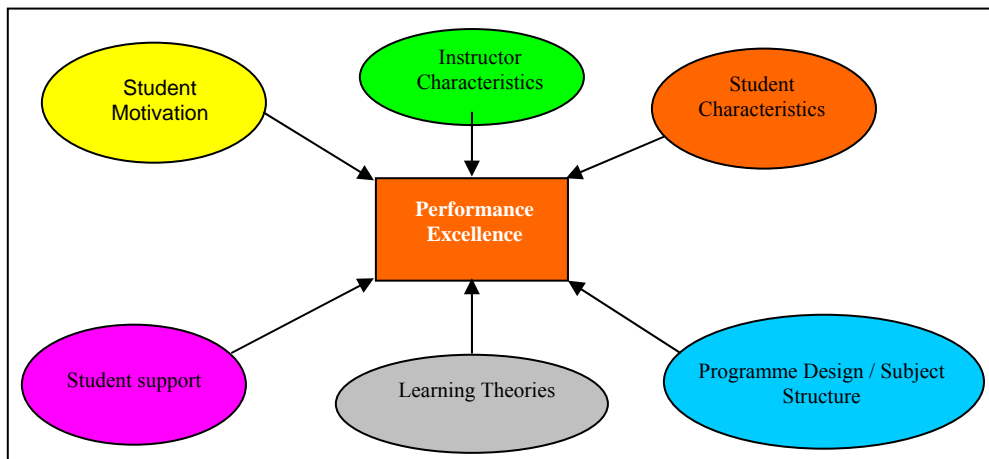 Student
Motivation
Instructor
Characteristics
Student
Characteristics
Performance
Excellence
Student support
Learning Theories
Programme Design / Subject
Structure